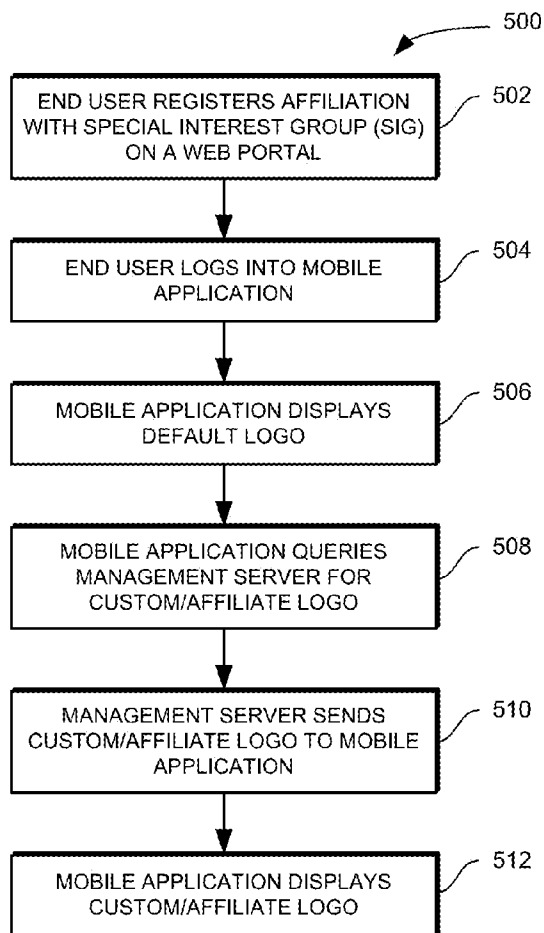 500
END USER REGISTERS AFFILIATION
WITH SPECIAL INTEREST GROUP (SIG)
ON A WEB PORTAL
502
END USER LOGS INTO MOBILE
APPLICATION
504
MOBILE APPLICATION DISPLAYS
DEFAULT LOGO
506
MOBILE APPLICATION QUERIES
MANAGEMENT SERVER FOR
CUSTOM/AFFILIATE LOGO
508
MANAGEMENT SERVER SENDS
CUSTOM/AFFILIATE LOGO TO MOBILE
APPLICATION
510
MOBILE APPLICATION DISPLAYS
CUSTOM/AFFILIATE LOGO
512